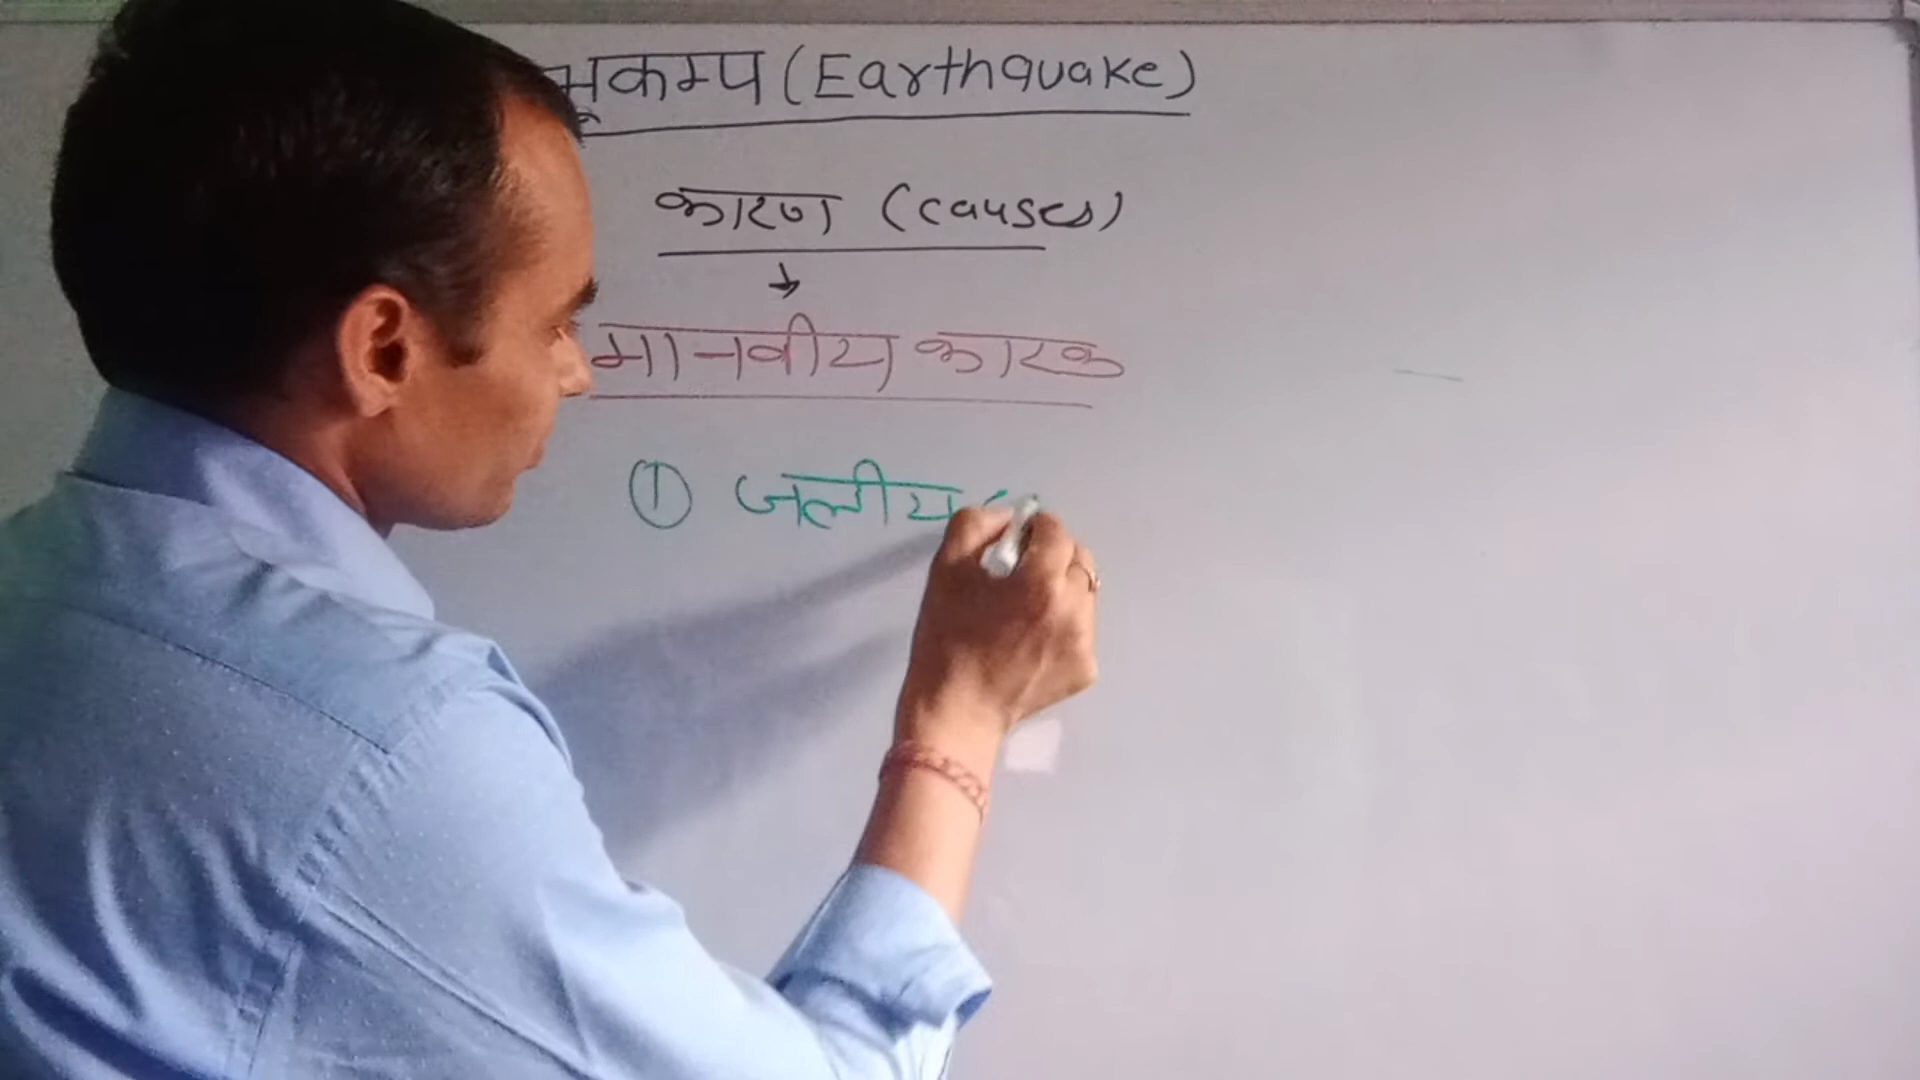 भूकम्प (Earthquake)
कारण (causes)
मानवीय कारक
① जलीय